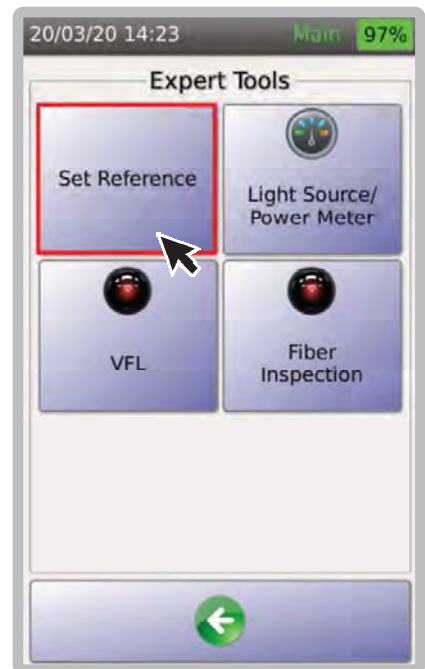 20/03/20 14:23 Main 97%
Expert Tools
Set Reference
Light Source/
Power Meter
VFL
Fiber
Inspection